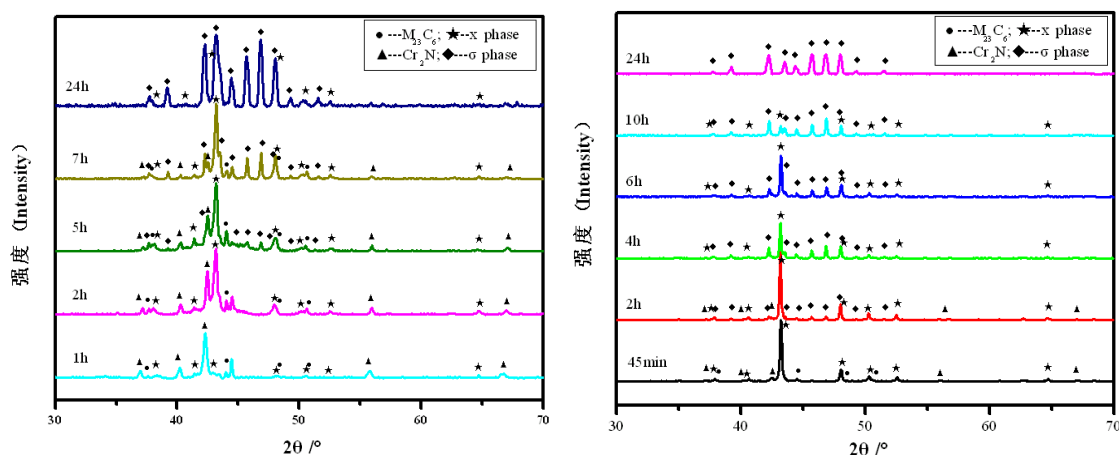 ● ---M₂₃C₆; ★---x phase
▲---Cr₂N; ◆---σ phase
24h
7h
5h
2h
1h
强度 (Intensity)
30 40 50 60 70
2θ /°
● ---M₂₃C₆; ★---x phase
▲---Cr₂N; ◆---σ phase
24h
10h
6h
4h
2h
45min
强度 (Intensity)
30 40 50 60 70
2θ /°